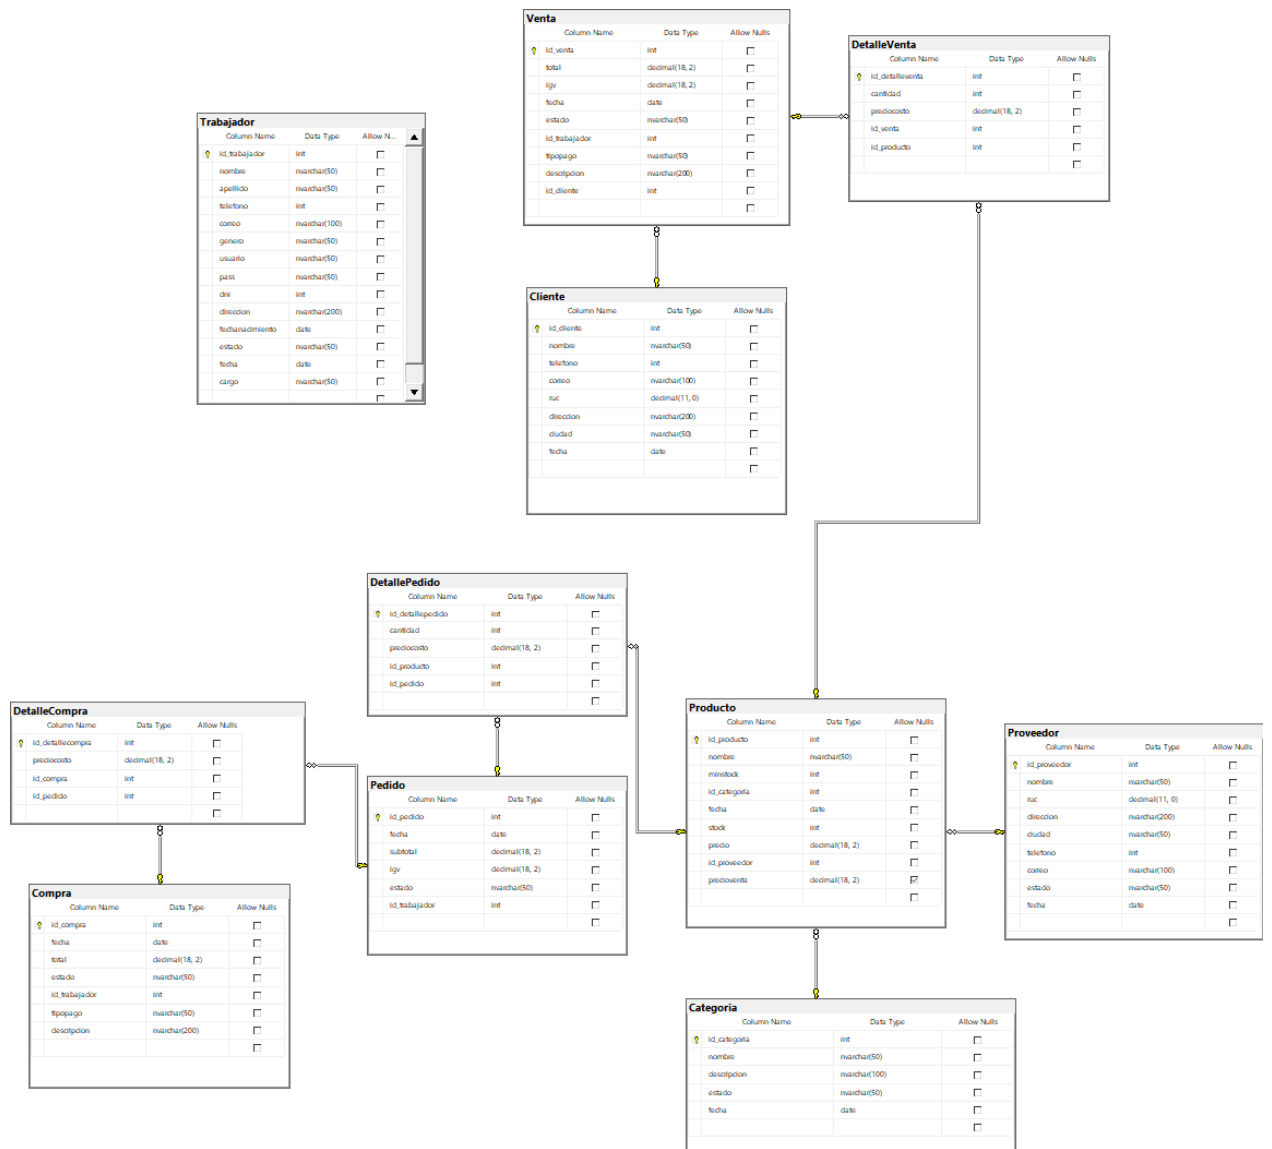 Venta
Column Name Data Type Allow Nulls
id_venta int
total decimal(18, 2)
igv decimal(18, 2)
fecha date
estado nvarchar(50)
id_trabajador int
tipopago nvarchar(50)
descripcion nvarchar(200)
id_cliente int
DetalleVenta
Column Name Data Type Allow Nulls
id_detalleventa int
cantidad int
preciocosto decimal(18, 2)
id_venta int
id_producto int
Trabajador
Column Name Data Type Allow N...
id_trabajador int
nombre nvarchar(50)
apellido nvarchar(50)
telefono int
correo nvarchar(100)
genero nvarchar(50)
usuario nvarchar(50)
pass nvarchar(50)
dni int
direccion nvarchar(200)
fechanacimiento date
estado nvarchar(50)
fecha date
cargo nvarchar(50)
Cliente
Column Name Data Type Allow Nulls
id_cliente int
nombre nvarchar(50)
telefono int
correo nvarchar(100)
ruc decimal(11, 0)
direccion nvarchar(200)
ciudad nvarchar(50)
fecha date
DetallePedido
Column Name Data Type Allow Nulls
id_detallepedido int
cantidad int
preciocosto decimal(18, 2)
id_producto int
id_pedido int
DetalleCompra
Column Name Data Type Allow Nulls
id_detallecompra int
preciocosto decimal(18, 2)
id_compra int
id_pedido int
Pedido
Column Name Data Type Allow Nulls
id_pedido int
fecha date
subtotal decimal(18, 2)
igv decimal(18, 2)
estado nvarchar(50)
id_trabajador int
Producto
Column Name Data Type Allow Nulls
id_producto int
nombre nvarchar(50)
minstock int
id_categoria int
fecha date
stock int
precio decimal(18, 2)
id_proveedor int
precioventa decimal(18, 2)
Proveedor
Column Name Data Type Allow Nulls
id_proveedor int
nombre nvarchar(50)
ruc decimal(11, 0)
direccion nvarchar(200)
ciudad nvarchar(50)
telefono int
correo nvarchar(100)
estado nvarchar(50)
fecha date
Compra
Column Name Data Type Allow Nulls
id_compra int
fecha date
total decimal(18, 2)
estado nvarchar(50)
id_trabajador int
tipopago nvarchar(50)
descripcion nvarchar(200)
Categoria
Column Name Data Type Allow Nulls
id_categoria int
nombre nvarchar(50)
descripcion nvarchar(100)
estado nvarchar(50)
fecha date